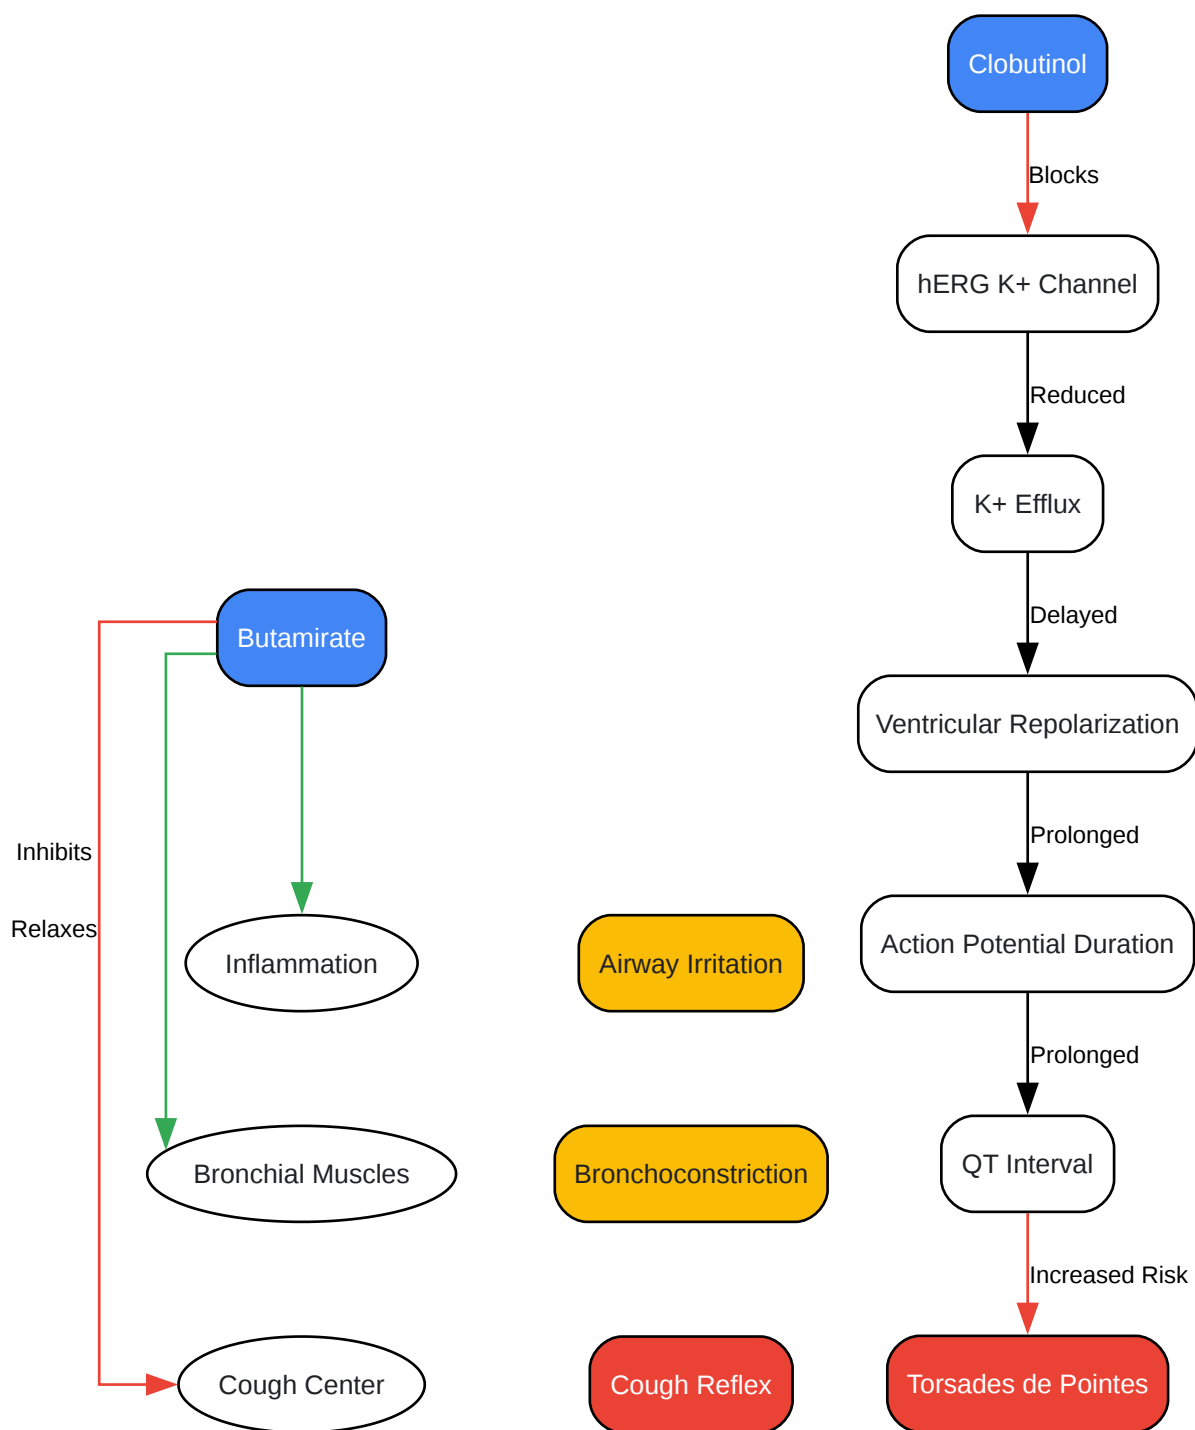 Clobutinol
Blocks
hERG K+ Channel
Reduced
K+ Efflux
Delayed
Butamirate
Ventricular Repolarization
Inhibits
Prolonged
Relaxes
Inflammation
Airway Irritation
Action Potential Duration
Prolonged
Bronchial Muscles
Bronchoconstriction
QT Interval
Increased Risk
Cough Center
Cough Reflex
Torsades de Pointes